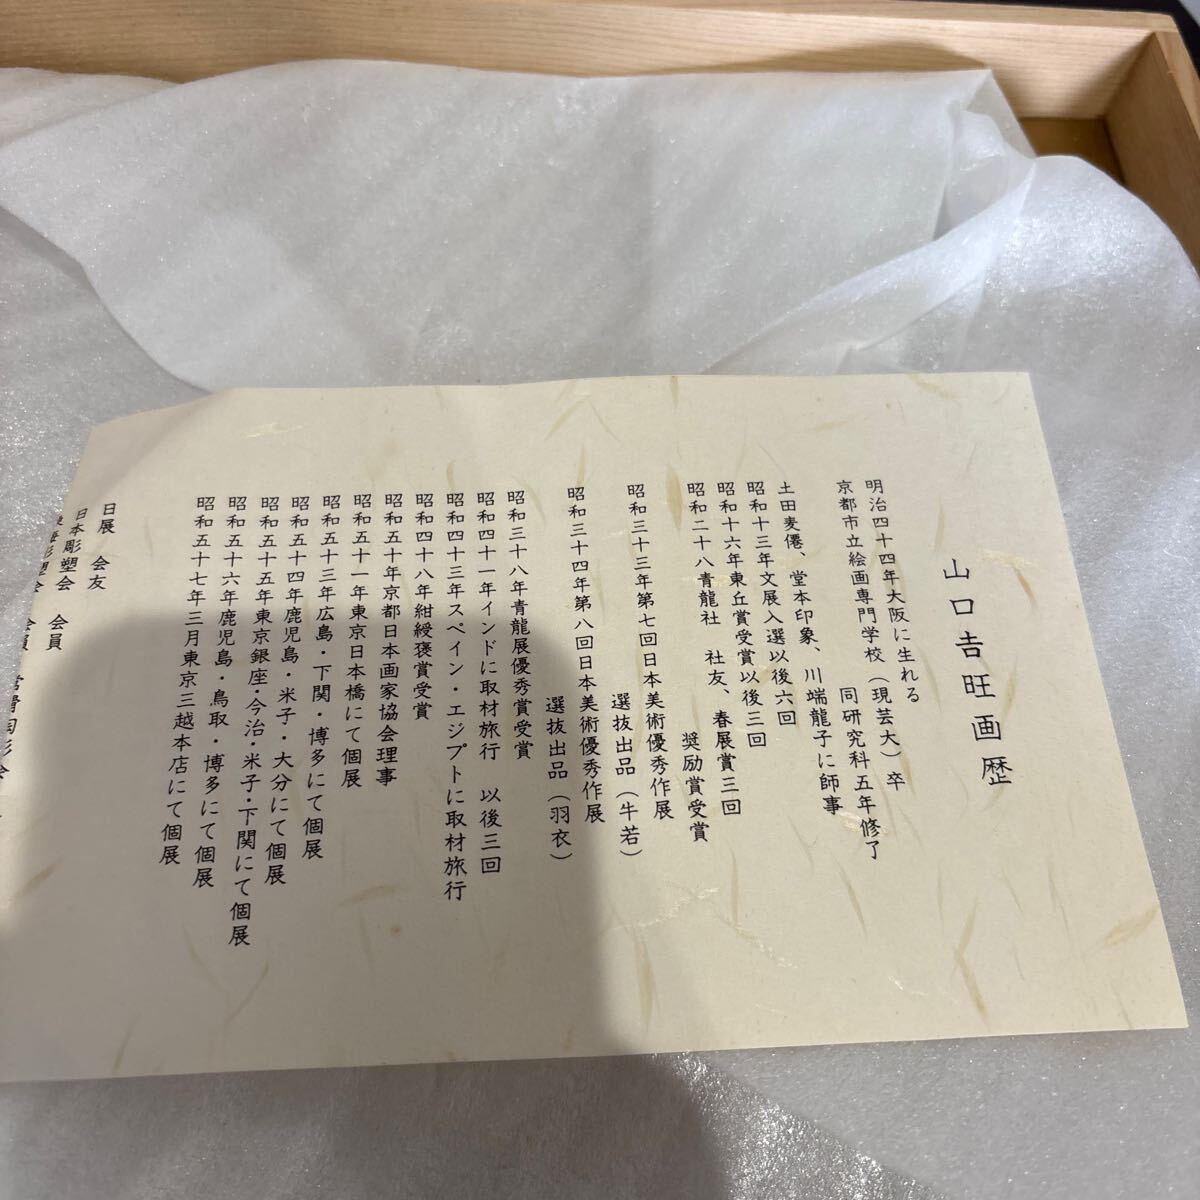 山口吉旺画歴
明治四十四年大阪に生れる
京都市立絵画専門学校（現芸大）卒
同研究科五年修了
土田麦僊、堂本印象、川端龍子に師事
昭和十三年文展入選以後六回
昭和十六年東丘賞受賞以後三回
昭和二十八青龍社　社友、春展賞三回
奨励賞受賞
昭和三十三年第七回日本美術優秀作展
選抜出品（牛若）
昭和三十四年第八回日本美術優秀作展
選抜出品（羽衣）
昭和三十八年青龍展優秀賞受賞
昭和四十一年インドに取材旅行　以後三回
昭和四十三年スペイン・エジプトに取材旅行
昭和四十八年紺綬褒賞受賞
昭和五十年京都日本画家協会理事
昭和五十一年東京日本橋にて個展
昭和五十三年広島・下関・博多にて個展
昭和五十四年鹿児島・米子・大分にて個展
昭和五十五年東京銀座・今治・米子・下関にて個展
昭和五十六年鹿児島・鳥取・博多にて個展
昭和五十七年三月東京三越本店にて個展
日展　会友
日本彫塑会　会員
会員